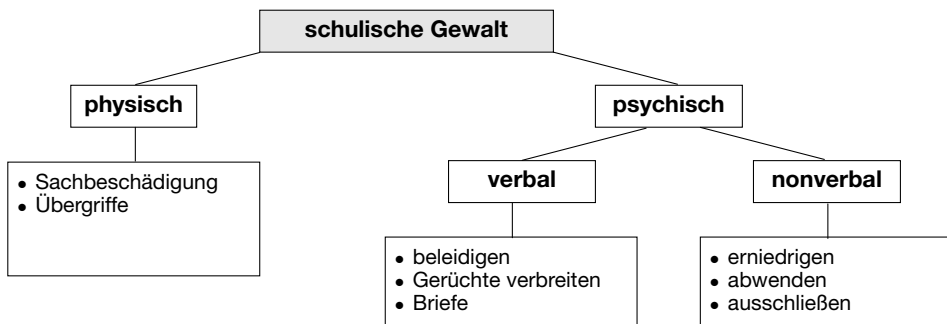 schulische Gewalt
physisch
psychisch
• Sachbeschädigung
• Übergriffe
verbal
nonverbal
• beleidigen
• Gerüchte verbreiten
• Briefe
• erniedrigen
• abwenden
• ausschließen